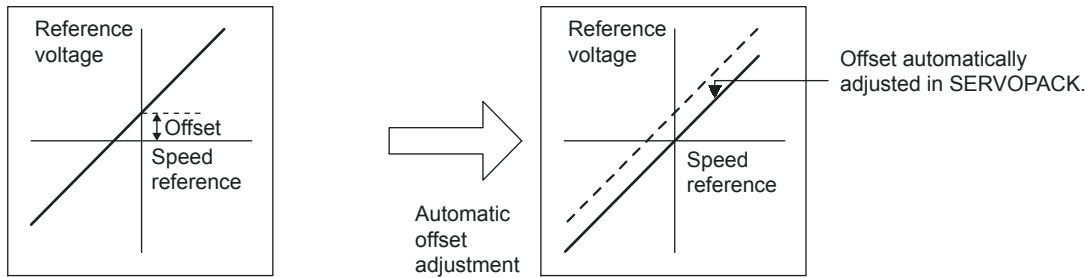 Reference
voltage
Offset
Speed
reference
Automatic
offset
adjustment
Reference
voltage
Speed
reference
Offset automatically
adjusted in SERVOPACK.